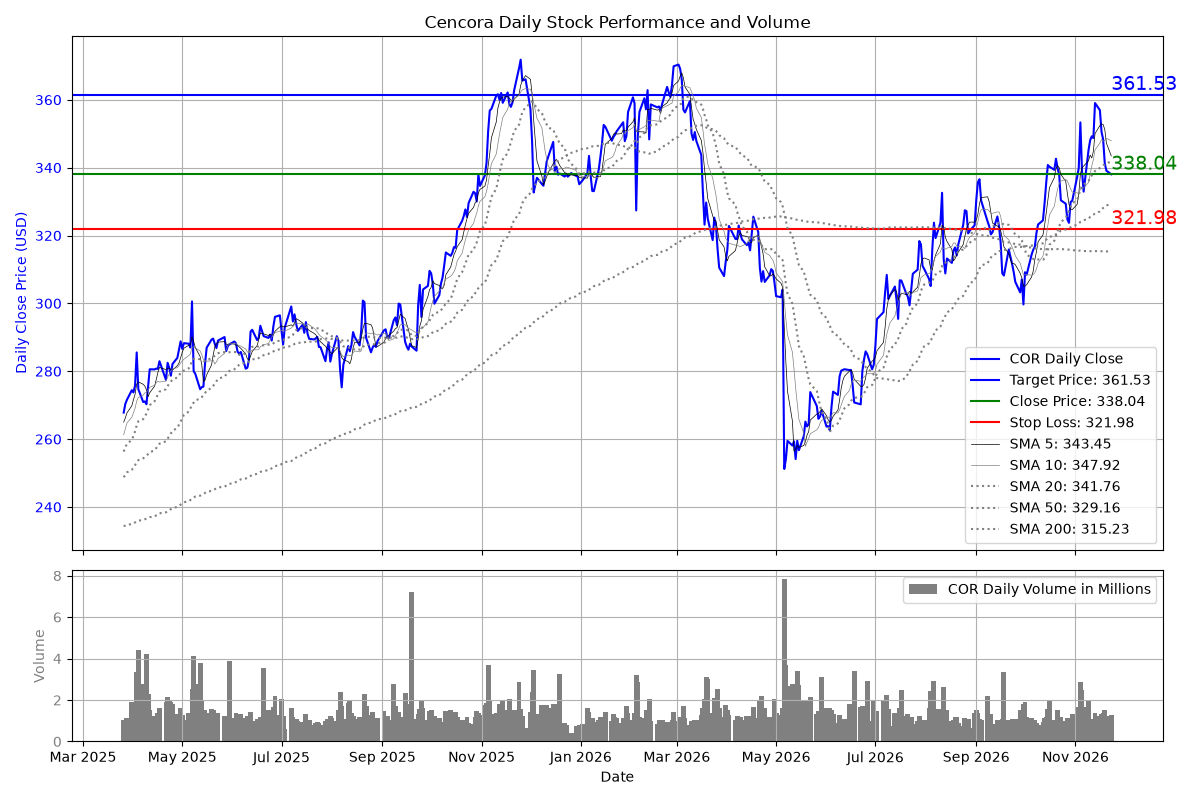 Cencora Daily Stock Performance and Volume
Daily Close Price (USD)
360
340
320
300
280
260
240
361.53
338.04
321.98
COR Daily Close
Target Price: 361.53
Close Price: 338.04
Stop Loss: 321.98
SMA 5: 343.45
SMA 10: 347.92
SMA 20: 341.76
SMA 50: 329.16
SMA 200: 315.23
Volume
8
6
4
2
0
COR Daily Volume in Millions
Mar 2025 May 2025 Jul 2025 Sep 2025 Nov 2025 Jan 2026 Mar 2026 May 2026 Jul 2026 Sep 2026 Nov 2026
Date